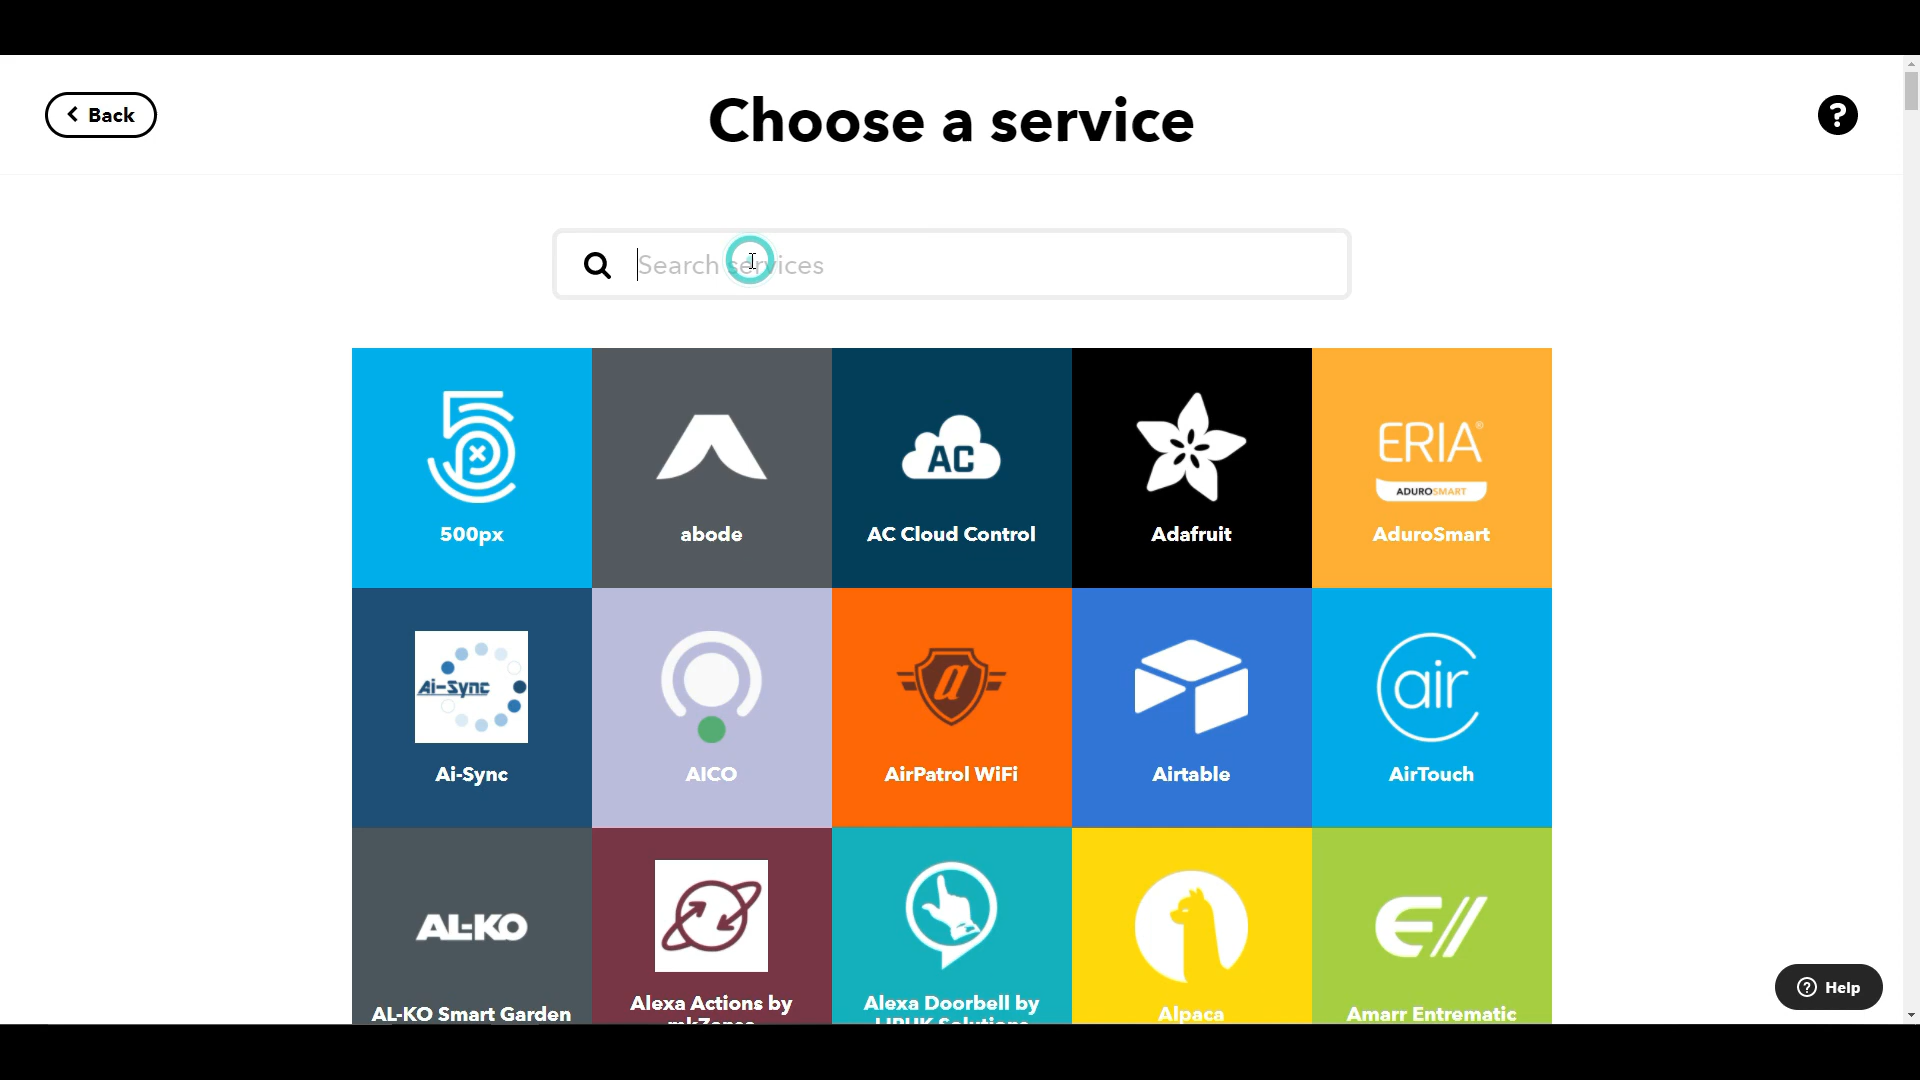 Back
Choose a service
?
Search services
500px
abode
AC
AC Cloud Control
Adafruit
ERIA®
ADUROSMART
AduroSmart
Ai-Sync
Ai-Sync
AICO
a
AirPatrol WiFi
Airtable
air
AirTouch
AL-KO
AL-KO Smart Garden
Alexa Actions by
Alexa Doorbell by
Alpaca
E//
Amarr Entrematic
? Help